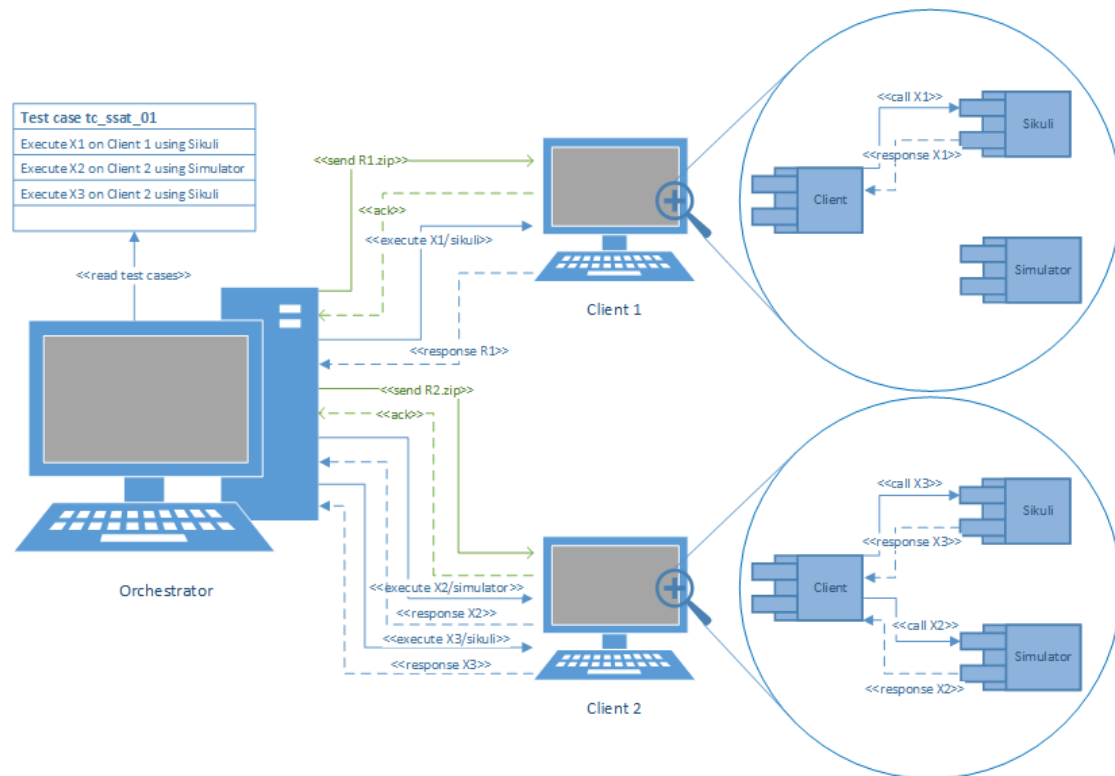 Test case tc_ssat_01
Execute X1 on Client 1 using Sikuli
Execute X2 on Client 2 using Simulator
Execute X3 on Client 2 using Sikuli
<<read test cases>>
Orchestrator
<<send R1.zip>>
<<ack>>
<<execute X1/sikuli>>
<<response R1>>
Client 1
<<call X1>>
Sikuli
<<response X1>>
Client
Simulator
<<send R2.zip>>
<<ack>>
<<execute X2/simulator>>
<<response X2>>
<<execute X3/sikuli>>
<<response X3>>
Client 2
<<call X3>>
Sikuli
<<response X3>>
Client
<<call X2>>
Simulator
<<response X2>>